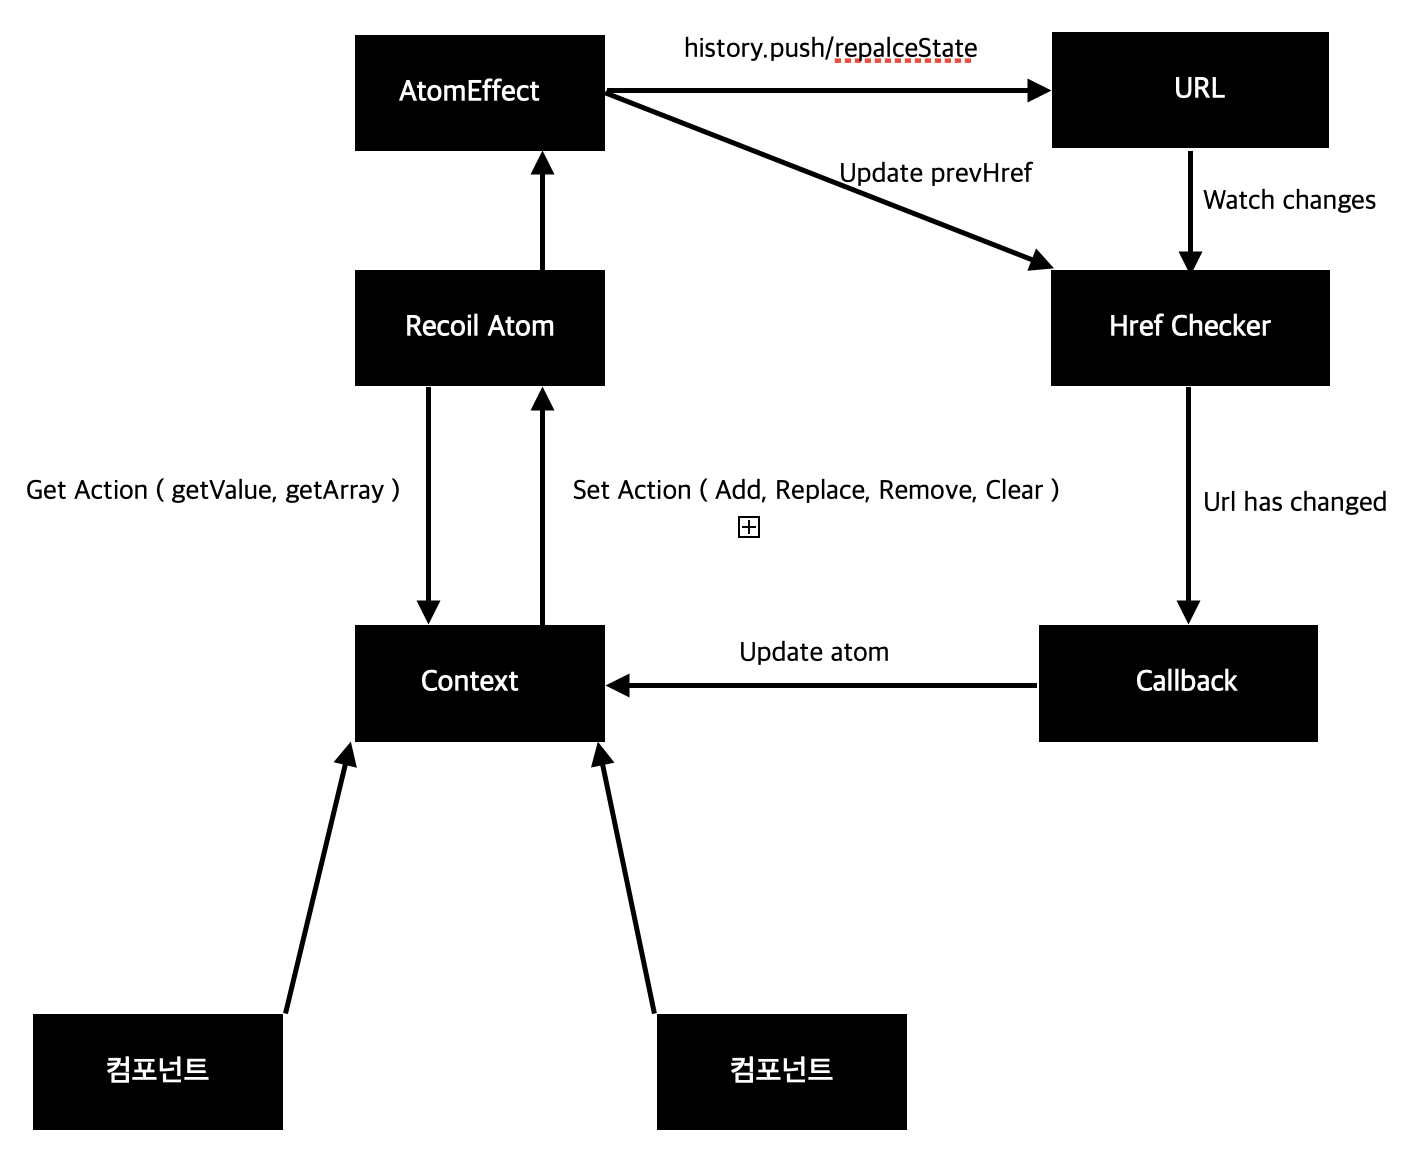 history.push/repalceState
AtomEffect
URL
Update prevHref
Watch changes
Recoil Atom
Href Checker
Get Action ( getValue, getArray )
Set Action ( Add, Replace, Remove, Clear )
Url has changed
Update atom
Context
Callback
컴포넌트
컴포넌트